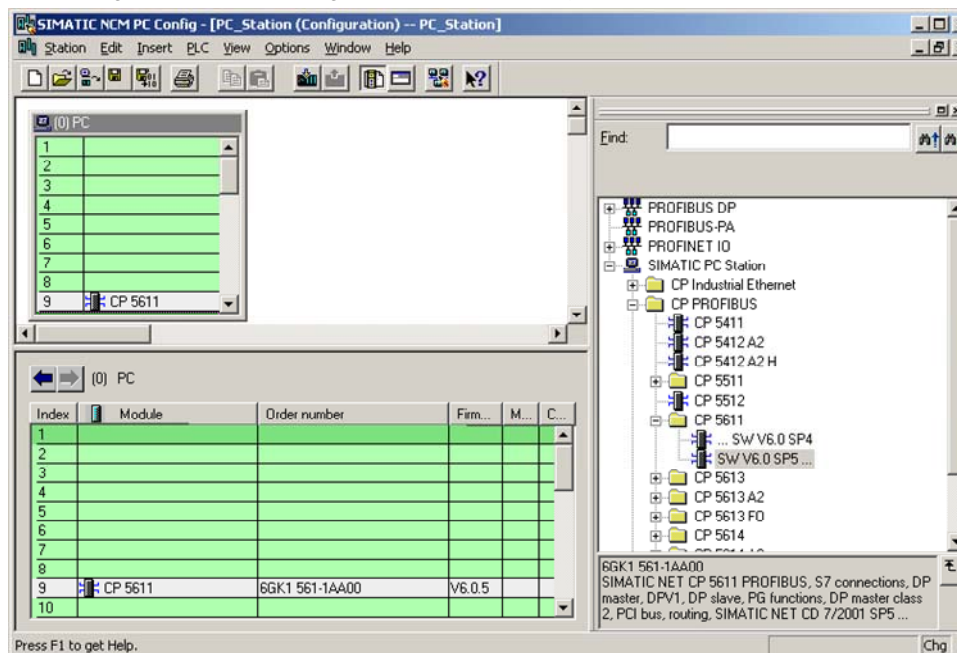 SIMATIC NCM PC Config - [PC_Station (Configuration) -- PC_Station]
Station Edit Insert PLC View Options Window Help
(0) PC
1
2
3
4
5
6
7
8
9 CP 5611
Find:
PROFIBUS DP
PROFIBUS-PA
PROFINET IO
SIMATIC PC Station
CP Industrial Ethernet
CP PROFIBUS
CP 5411
CP 5412 A2
CP 5412 A2 H
CP 5511
CP 5512
CP 5611
... SW V6.0 SP4
SW V6.0 SP5 ...
CP 5613
CP 5613 A2
CP 5613 FO
CP 5614
(0) PC
Index Module Order number Firm... M... C...
1
2
3
4
5
6
7
8
9 CP 5611 6GK1 561-1AA00 V6.0.5
10
6GK1 561-1AA00
SIMATIC NET CP 5611 PROFIBUS, S7 connections, DP
master, DPV1, DP slave, PG functions, DP master class
2, PCI bus, routing, SIMATIC NET CD 7/2001 SP5 ...
Press F1 to get Help.
Chg